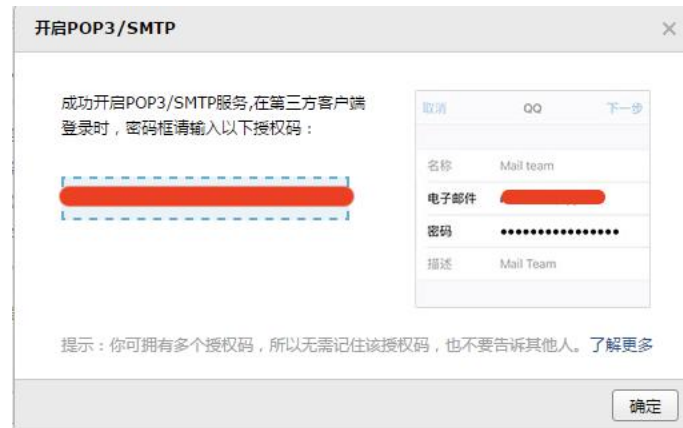 开启POP3/SMTP
成功开启POP3/SMTP服务,在第三方客户端
登录时，密码框请输入以下授权码：
取消 QQ 下一步
名称 Mail team
电子邮件
密码 ••••••••••••••••
描述 Mail Team
提示：你可拥有多个授权码，所以无需记住该授权码，也不要告诉其他人。了解更多
确定